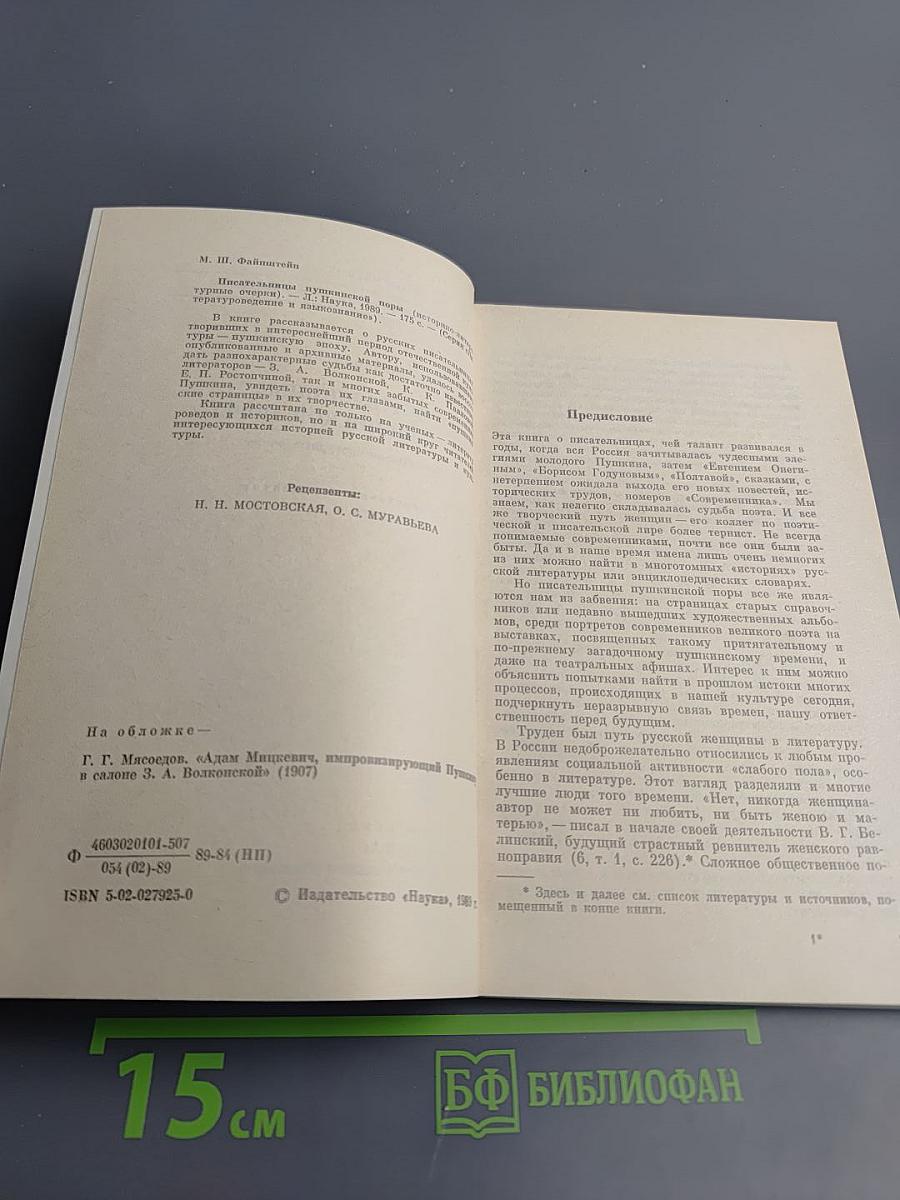 М. Ш. Файнштейн
Писательницы пушкинской поры (историко-лите
турные очерки). — Л.: Наука, 1989. — 175 с. — (Серия
тературоведение и языкознание»).
В книге рассказывается о русских писательни
творивших в интереснейший период отечественной
туры — пушкинскую эпоху. Автору, использовавш
опубликованные и архивные материалы, удалось
дать разнохарактерные судьбы как достаточно известн
литераторов — З. А. Волконской, К. К. Павлов
Е. П. Ростопчиной, так и многих забытых современни
Пушкина, увидеть поэта их глазами, найти «пушкин
ские страницы» в их творчестве.
Книга рассчитана не только на ученых — литерату
роведов и историков, но и на широкий круг читател
интересующихся историей русской литературы и
туры.
Рецензенты:
Н. Н. МОСТОВСКАЯ, О. С. МУРАВЬЕВА
На обложке —
Г. Г. Мясоедов. «Адам Мицкевич, импровизирующий Пушки
в салоне З. А. Волконской» (1907)
Ф 4603020101-507 89-84 (НП)
054 (02)-89
ISBN 5-02-027925-0
© Издательство «Наука», 1989 г.
Предисловие
Эта книга о писательницах, чей талант развивался в
годы, когда вся Россия зачитывалась чудесными эле-
гиями молодого Пушкина, затем «Евгением Онеги-
ным», «Борисом Годуновым», «Полтавой», сказками, с
нетерпением ожидала выхода его новых повестей, ис-
торических трудов, номеров «Современника». Мы
знаем, как нелегко складывалась судьба поэта. И все
же творческий путь женщин — его коллег по поэти-
ческой и писательской лире более тернист. Не всегда
понимаемые современниками, почти все они были за-
быты. Да и в наше время имена лишь очень немногих
из них можно найти в многотомных «историях» рус-
ской литературы или энциклопедических словарях.
Но писательницы пушкинской поры все же явля-
ются нам из забвения: на страницах старых справоч-
ников или недавно вышедших художественных альбо-
мов, среди портретов современников великого поэта на
выставках, посвященных такому притягательному и
по-прежнему загадочному пушкинскому времени, и
даже на театральных афишах. Интерес к ним можно
объяснить попытками найти в прошлом истоки многих
процессов, происходящих в нашей культуре сегодня,
подчеркнуть неразрывную связь времен, нашу ответ-
ственность перед будущим.
Труден был путь русской женщины в литературу.
В России недоброжелательно относились к любым про-
явлениям социальной активности «слабого пола», осо-
бенно в литературе. Этот взгляд разделяли и многие
лучшие люди того времени. «Нет, никогда женщина-
автор не может ни любить, ни быть женою и ма-
терью», — писал в начале своей деятельности В. Г. Бе-
линский, будущий страстный ревнитель женского рав-
ноправия (6, т. 1, с. 226).* Сложное общественное по-
* Здесь и далее см. список литературы и источников, по-
мещенный в конце книги.
1*
15 см
БФ БИБЛИОФАН